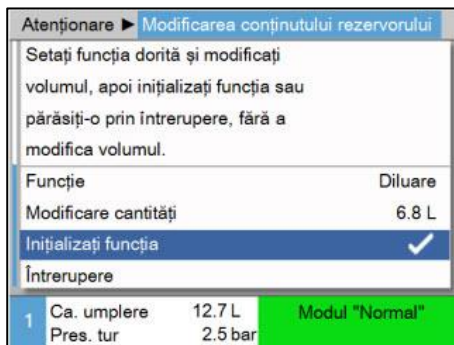 Atenționare ► Modificarea conținutului rezervorului
Setați funcția dorită și modificați
volumul, apoi inițializați funcția sau
părăsiți-o prin întrerupere, fără a
modifica volumul.
Funcție Diluare
Modificare cantități 6.8 L
Inițializați funcția ✓
Întrerupere
1 Ca. umplere 12.7 L Modul "Normal"
Pres. tur 2.5 bar